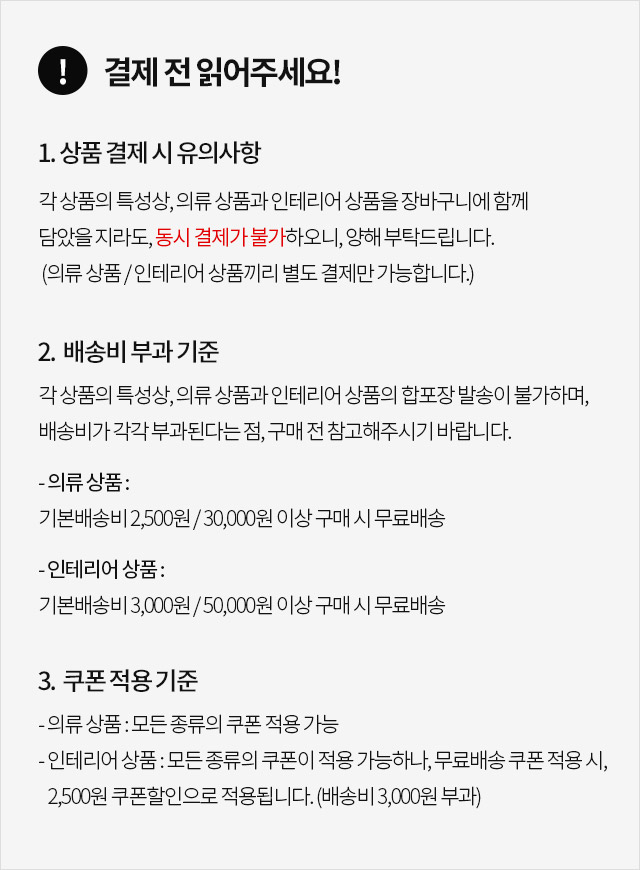 ! 결제 전 읽어주세요!
1. 상품 결제 시 유의사항
각 상품의 특성상, 의류 상품과 인테리어 상품을 장바구니에 함께
담았을 지라도, 동시 결제가 불가하오니, 양해 부탁드립니다.
(의류 상품 / 인테리어 상품끼리 별도 결제만 가능합니다.)
2. 배송비 부과 기준
각 상품의 특성상, 의류 상품과 인테리어 상품의 합포장 발송이 불가하며,
배송비가 각각 부과된다는 점, 구매 전 참고해주시기 바랍니다.
- 의류 상품 :
기본배송비 2,500원 / 30,000원 이상 구매 시 무료배송
- 인테리어 상품 :
기본배송비 3,000원 / 50,000원 이상 구매 시 무료배송
3. 쿠폰 적용 기준
- 의류 상품 : 모든 종류의 쿠폰 적용 가능
- 인테리어 상품 : 모든 종류의 쿠폰이 적용 가능하나, 무료배송 쿠폰 적용 시,
2,500원 쿠폰할인으로 적용됩니다. (배송비 3,000원 부과)